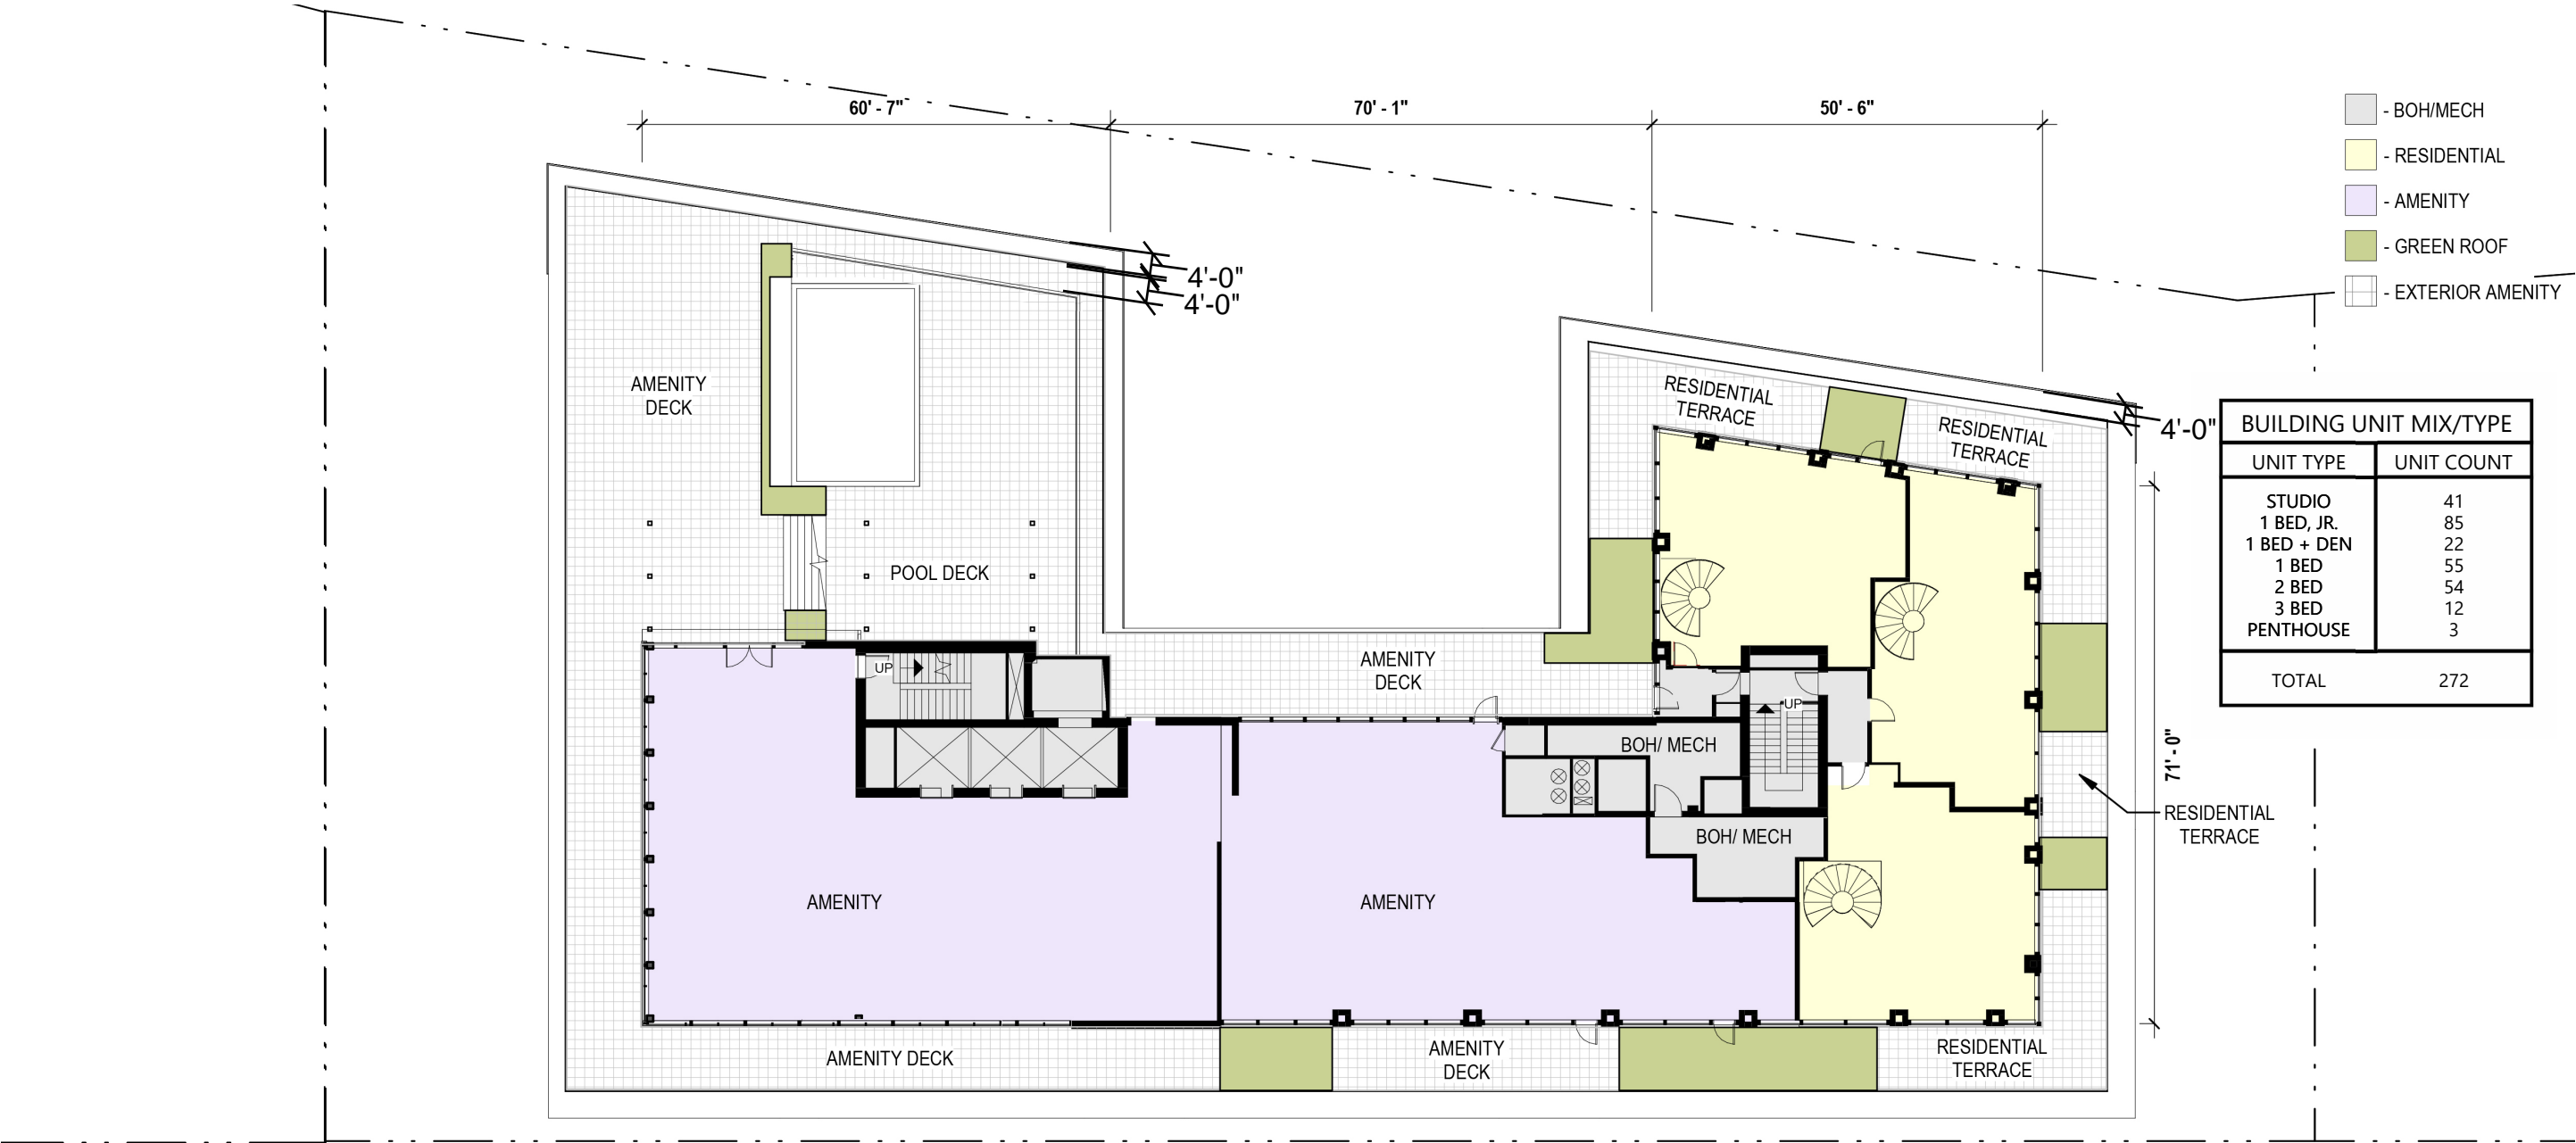 60' - 7"
70' - 1"
50' - 6"
- BOH/MECH
- RESIDENTIAL
- AMENITY
- GREEN ROOF
- EXTERIOR AMENITY
4'-0"
4'-0"
4'-0"
AMENITY
DECK
POOL DECK
RESIDENTIAL
TERRACE
RESIDENTIAL
TERRACE
BUILDING UNIT MIX/TYPE
UNIT TYPE UNIT COUNT
STUDIO 41
1 BED, JR. 85
1 BED + DEN 22
1 BED 55
2 BED 54
3 BED 12
PENTHOUSE 3
TOTAL 272
UP
AMENITY
DECK
UP
BOH/ MECH
BOH/ MECH
71' - 0"
RESIDENTIAL
TERRACE
AMENITY
AMENITY
AMENITY DECK
AMENITY
DECK
RESIDENTIAL
TERRACE